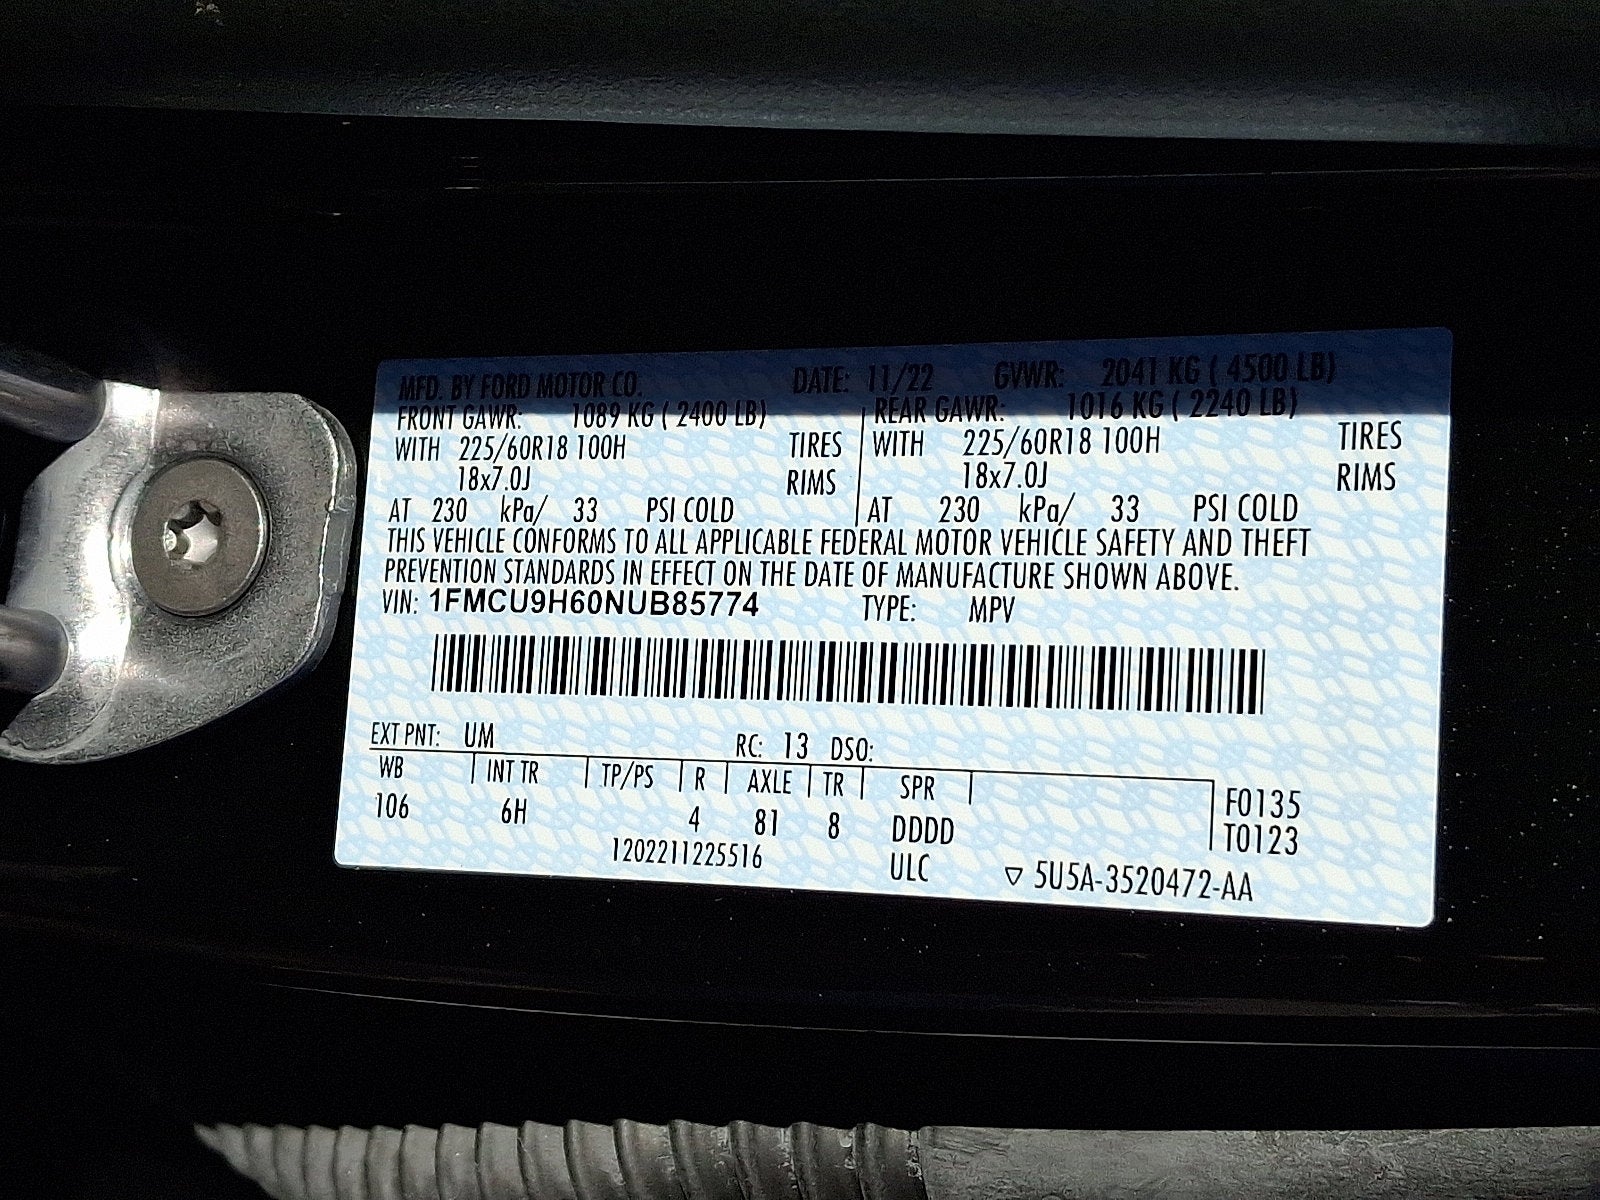 MFD. BY FORD MOTOR CO. DATE: 11/22 GVWR: 2041 KG ( 4500 LB)
FRONT GAWR: 1089 KG ( 2400 LB) REAR GAWR: 1016 KG ( 2240 LB)
WITH 225/60R18 100H TIRES WITH 225/60R18 100H TIRES
18x7.0J RIMS 18x7.0J RIMS
AT 230 kPa/ 33 PSI COLD AT 230 kPa/ 33 PSI COLD
THIS VEHICLE CONFORMS TO ALL APPLICABLE FEDERAL MOTOR VEHICLE SAFETY AND THEFT
PREVENTION STANDARDS IN EFFECT ON THE DATE OF MANUFACTURE SHOWN ABOVE.
VIN: 1FMCU9H60NUB85774 TYPE: MPV
EXT PNT: UM RC: 13 DSO:
WB INT TR TP/PS R AXLE TR SPR F0135
106 6H 4 81 8 DDDD T0123
1202211225516 ULC ▽ 5U5A-3520472-AA